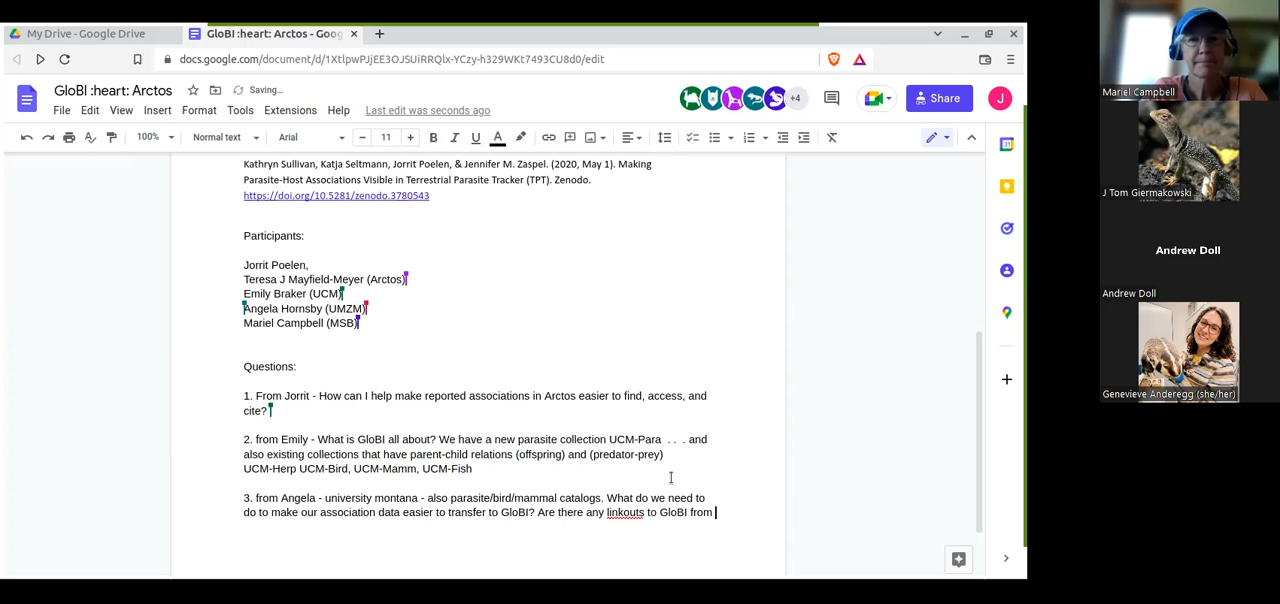 My Drive - Google Drive
GloBI :heart: Arctos - Goog
docs.google.com/document/d/1XtlpwPJjEE3OJSUiRRQlx-YCzy-h329WKt7493CU8d0/edit
GloBI :heart: Arctos
Saving...
File Edit View Insert Format Tools Extensions Help Last edit was seconds ago
+4
Share
J
100% Normal text Arial 11
Kathryn Sullivan, Katja Seltmann, Jorrit Poelen, & Jennifer M. Zaspel. (2020, May 1). Making
Parasite-Host Associations Visible in Terrestrial Parasite Tracker (TPT). Zenodo.
https://doi.org/10.5281/zenodo.3780543
Participants:
Jorrit Poelen,
Teresa J Mayfield-Meyer (Arctos)
Emily Braker (UCM)
Angela Hornsby (UMZM)
Mariel Campbell (MSB)
Questions:
1. From Jorrit - How can I help make reported associations in Arctos easier to find, access, and
cite?
2. from Emily - What is GloBI all about? We have a new parasite collection UCM-Para . . . and
also existing collections that have parent-child relations (offspring) and (predator-prey)
UCM-Herp UCM-Bird, UCM-Mamm, UCM-Fish
3. from Angela - university montana - also parasite/bird/mammal catalogs. What do we need to
do to make our association data easier to transfer to GloBI? Are there any linkouts to GloBI from
Mariel Campbell
J Tom Giermakowski
Andrew Doll
Andrew Doll
Genevieve Anderegg (she/her)